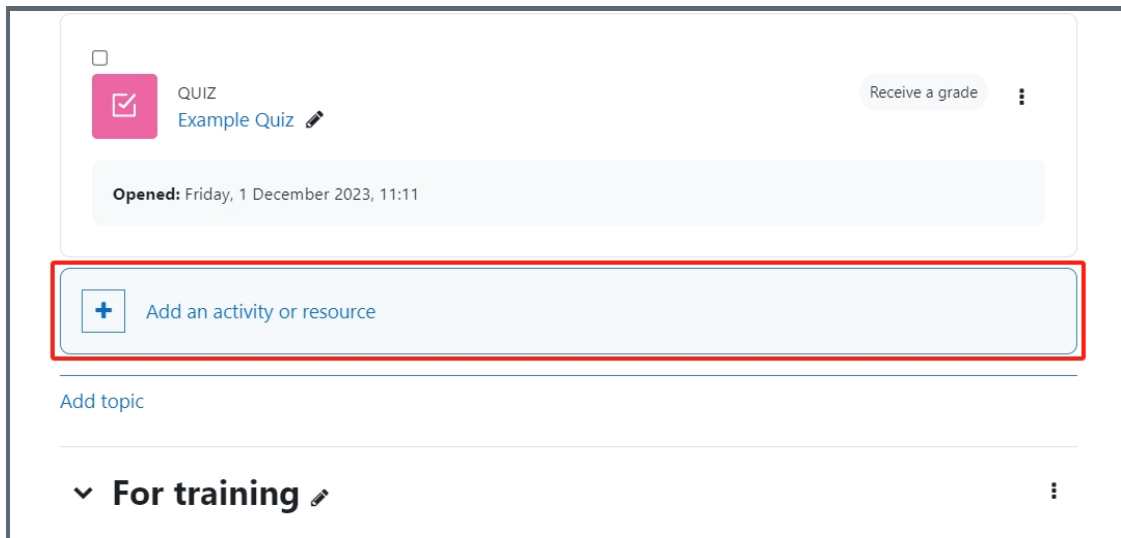 QUIZ
Receive a grade
Example Quiz
Opened: Friday, 1 December 2023, 11:11
Add an activity or resource
Add topic
For training